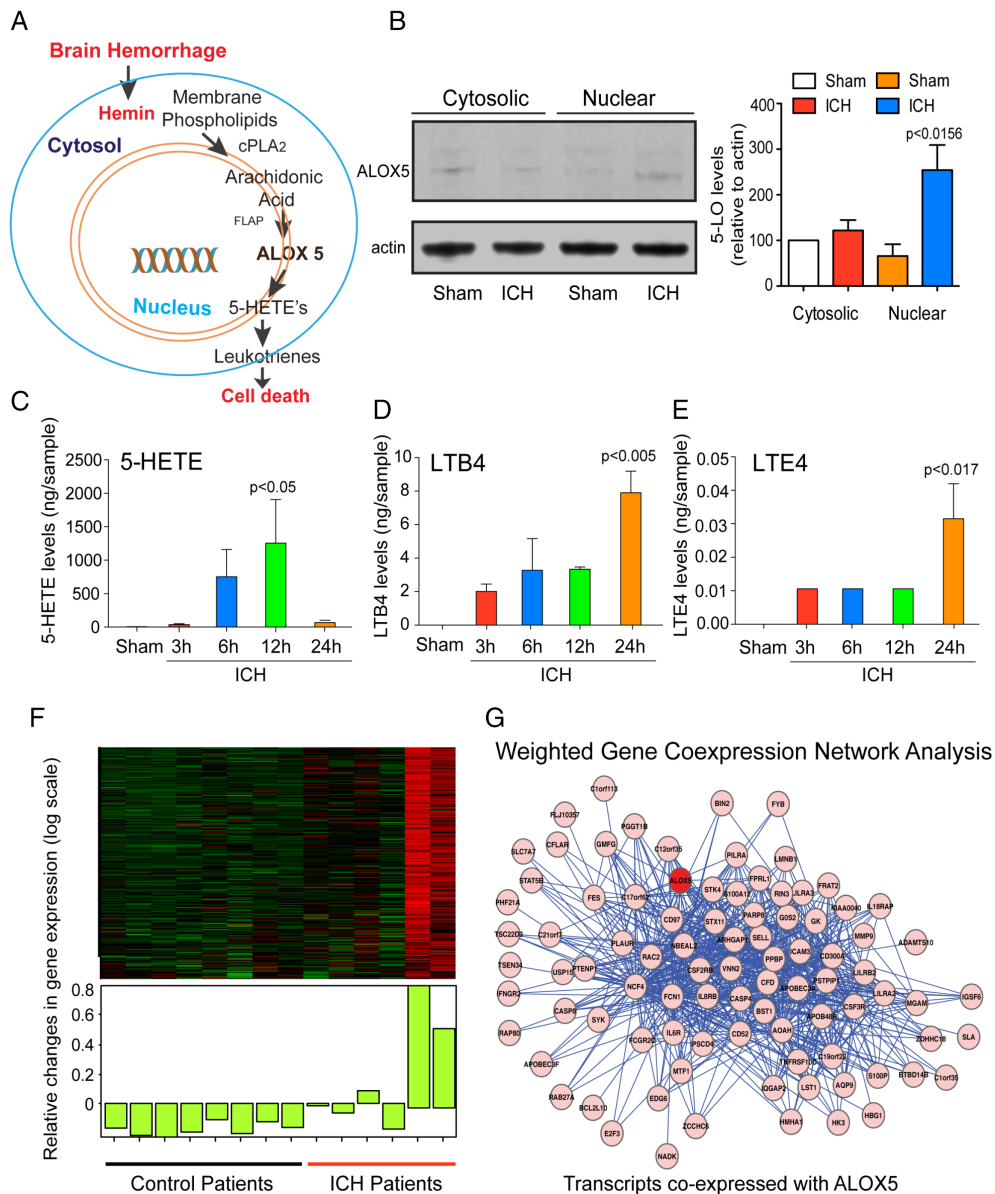 A
Brain Hemorrhage
Hemin
Membrane
Phospholipids
Cytosol
cPLA2
Arachidonic
Acid
FLAP
ALOX 5
Nucleus
5-HETE's
Leukotrienes
Cell death
B
Cytosolic Nuclear
ALOX5
actin
Sham ICH Sham ICH
Sham Sham
ICH ICH
p<0.0156
5-LO levels
(relative to actin)
400
300
200
100
0
Cytosolic Nuclear
C
5-HETE
5-HETE levels (ng/sample)
2500
2000
1500
1000
500
0
p<0.05
Sham 3h 6h 12h 24h
ICH
D
LTB4
LTB4 levels (ng/sample)
10
8
6
4
2
0
p<0.005
Sham 3h 6h 12h 24h
ICH
E
LTE4
LTE4 levels (ng/sample)
0.05
0.04
0.03
0.02
0.01
0.00
p<0.017
Sham 3h 6h 12h 24h
ICH
F
Relative changes in gene expression (log scale)
0.8
0.6
0.4
0.2
0
0.2
Control Patients ICH Patients
G
Weighted Gene Coexpression Network Analysis
C1orf113
BIN2
FYB
FLJ10357
PGGT1B
SLC7A7
CFLAR
GMFG
C12orf35
PILRA
LMNB1
STAT5B
ALOX5
STK4
S100A12
FPRL1
RIN3
LILRA3
FRAT2
PHF21A
FES
C17orf62
CD97
STX11
PARP8
G0S2
GK
KIAA0040
IL18RAP
TSC22D3
C21orf7
PLAUR
NBEAL2
ARHGAP1
SELL
ICAM3
CD300A
MMP9
ADAMTS10
TSEN34
USP15
PTENP1
RAC2
CSF2RB
VNN2
PPBP
CFD
APOBEC3A
PSTPIP1
LILRB2
IFNGR2
NCF4
FCN1
IL8RB
CASP4
BST1
APOB48R
CSF3R
LILRA2
MGAM
IGSF6
RAP80
CASP8
SYK
FCGR2C
IL6R
PSCD4
CD52
AOAH
ZDHHC18
SLA
APOBEC3F
MTF1
TNFRSF10C
C19orf22
RAB27A
BCL2L10
EDG6
IQGAP2
LST1
AQP9
S100P
BTBD14B
C1orf35
E2F3
ZCCHC6
HMHA1
HK3
HBG1
NADK
Transcripts co-expressed with ALOX5